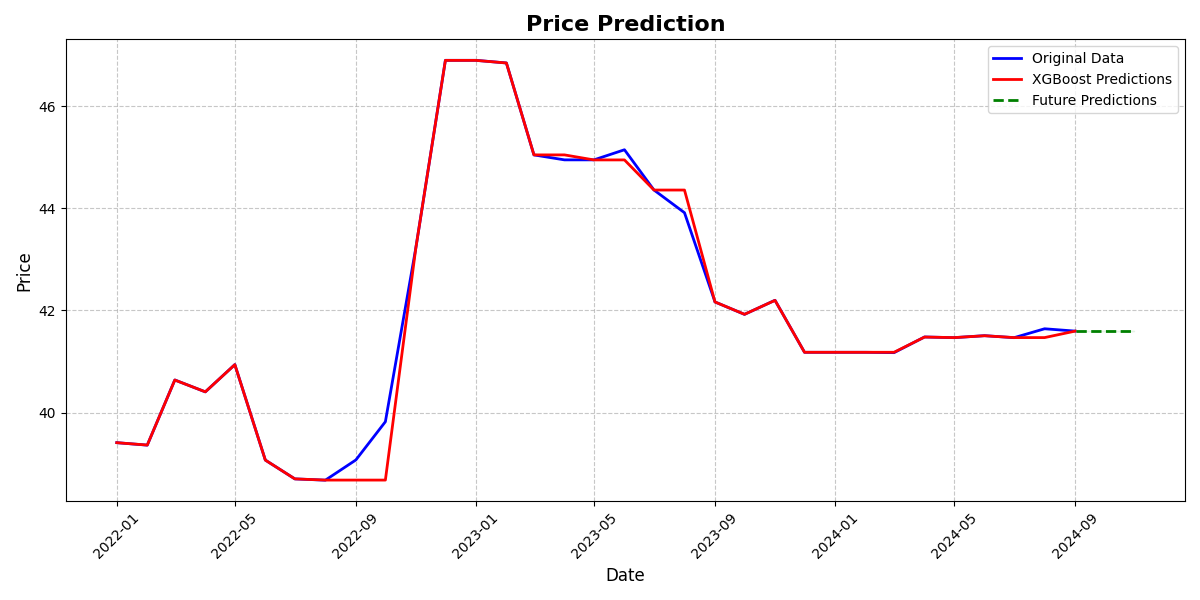 Price Prediction
Original Data
XGBoost Predictions
Future Predictions
Price
46
44
42
40
2022-01
2022-05
2022-09
2023-01
2023-05
2023-09
2024-01
2024-05
2024-09
Date